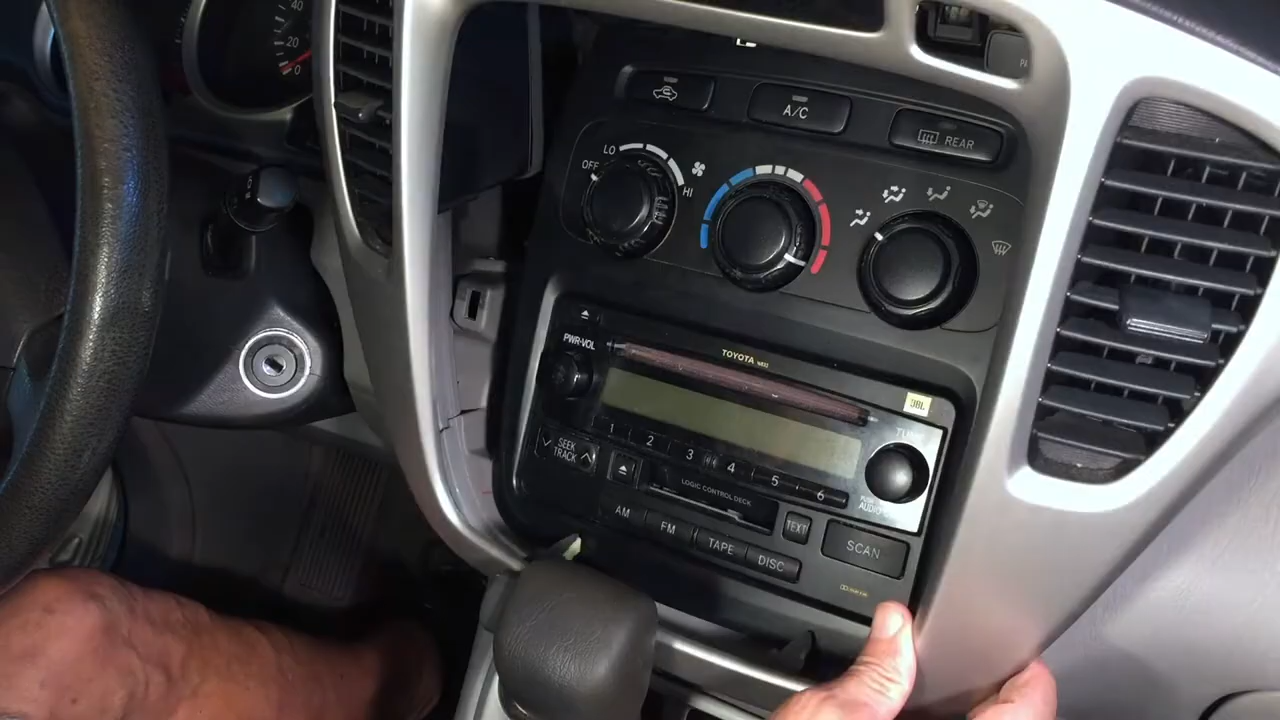 40
20
0
A/C
REAR
LO
OFF
HI
PWR·VOL
TOYOTA
JBL
1 2 3 4 5 6
SEEK
TRACK
LOGIC CONTROL DECK
AUDIO
AM FM TAPE DISC
TEXT
SCAN